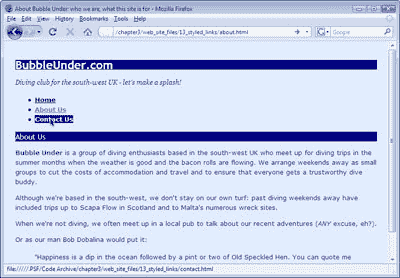 About Bubble Under: who we are, what this site is for - Mozilla Firefox
File Edit View History Bookmarks Tools Help
/chapter3/web_site_files/13_styled_links/about.html
Google
BubbleUnder.com
Diving club for the south-west UK - let's make a splash!
Home
About Us
Contact Us
About Us
Bubble Under is a group of diving enthusiasts based in the south-west UK who meet up for diving trips in the
summer months when the weather is good and the bacon rolls are flowing. We arrange weekends away as small
groups to cut the costs of accommodation and travel and to ensure that everyone gets a trustworthy dive
buddy.
Although we're based in the south-west, we don't stay on our own turf: past diving weekends away have
included trips up to Scapa Flow in Scotland and to Malta's numerous wreck sites.
When we're not diving, we often meet up in a local pub to talk about our recent adventures (ANY excuse, eh?).
Or as our man Bob Dobalina would put it:
"Happiness is a dip in the ocean followed by a pint or two of Old Speckled Hen. You can quote me
file://///.PSF/Code Archive/chapter3/web_site_files/13_styled_links/contact.html